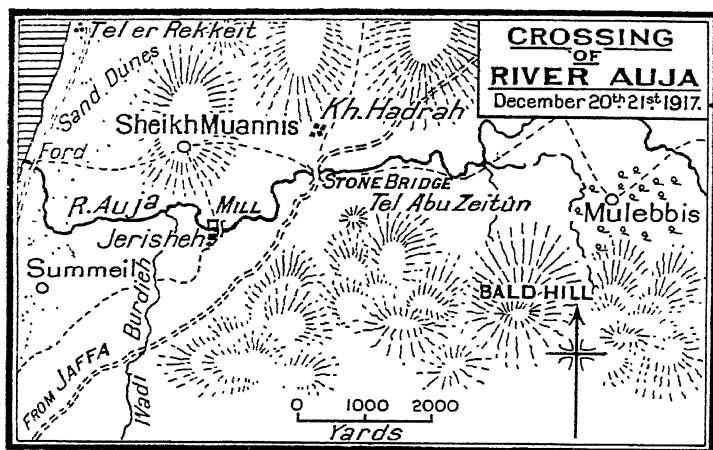 CROSSING
OF
RIVER AUJA
December 20th 21st 1917.
Tel er Rekkeit
Sand Dunes
Kh. Hadrah
Sheikh Muannis
Ford
STONE BRIDGE
R. Auja
MILL
Tel Abu Zeitun
Mulebbis
Jerisheh
Summeil
BALD HILL
Wadi Burdieh
FROM JAFFA
0 1000 2000
Yards